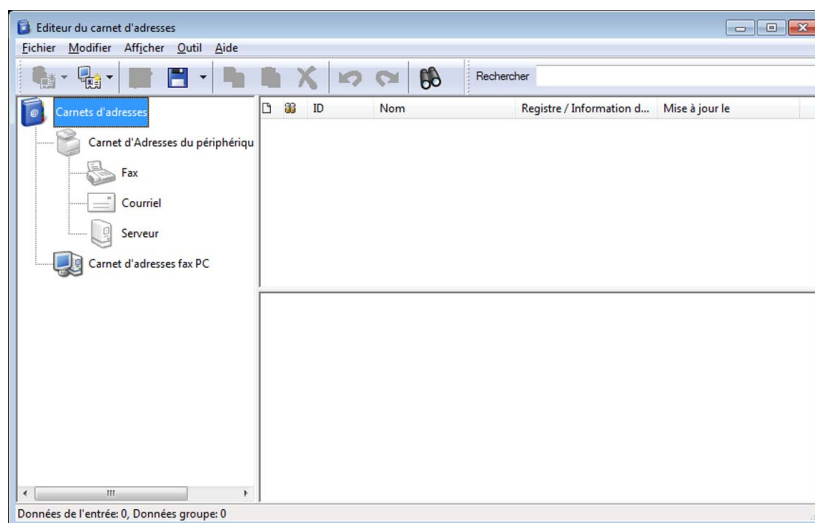 Editeur du carnet d'adresses
Fichier Modifier Afficher Outil Aide
Rechercher
Carnets d'adresses
ID Nom Registre / Information d... Mise à jour le
Carnet d'Adresses du périphériqu
Fax
Courriel
Serveur
Carnet d'adresses fax PC
Données de l'entrée: 0, Données groupe: 0